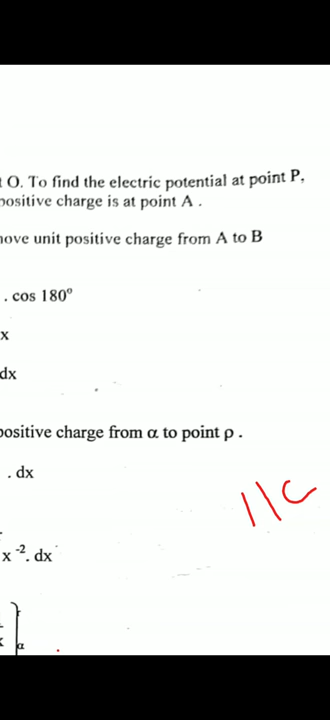 O. To find the electric potential at point P,
positive charge is at point A .
move unit positive charge from A to B
. cos 180°
x
dx
positive charge from α to point ρ .
. dx
x -2. dx
α
11C